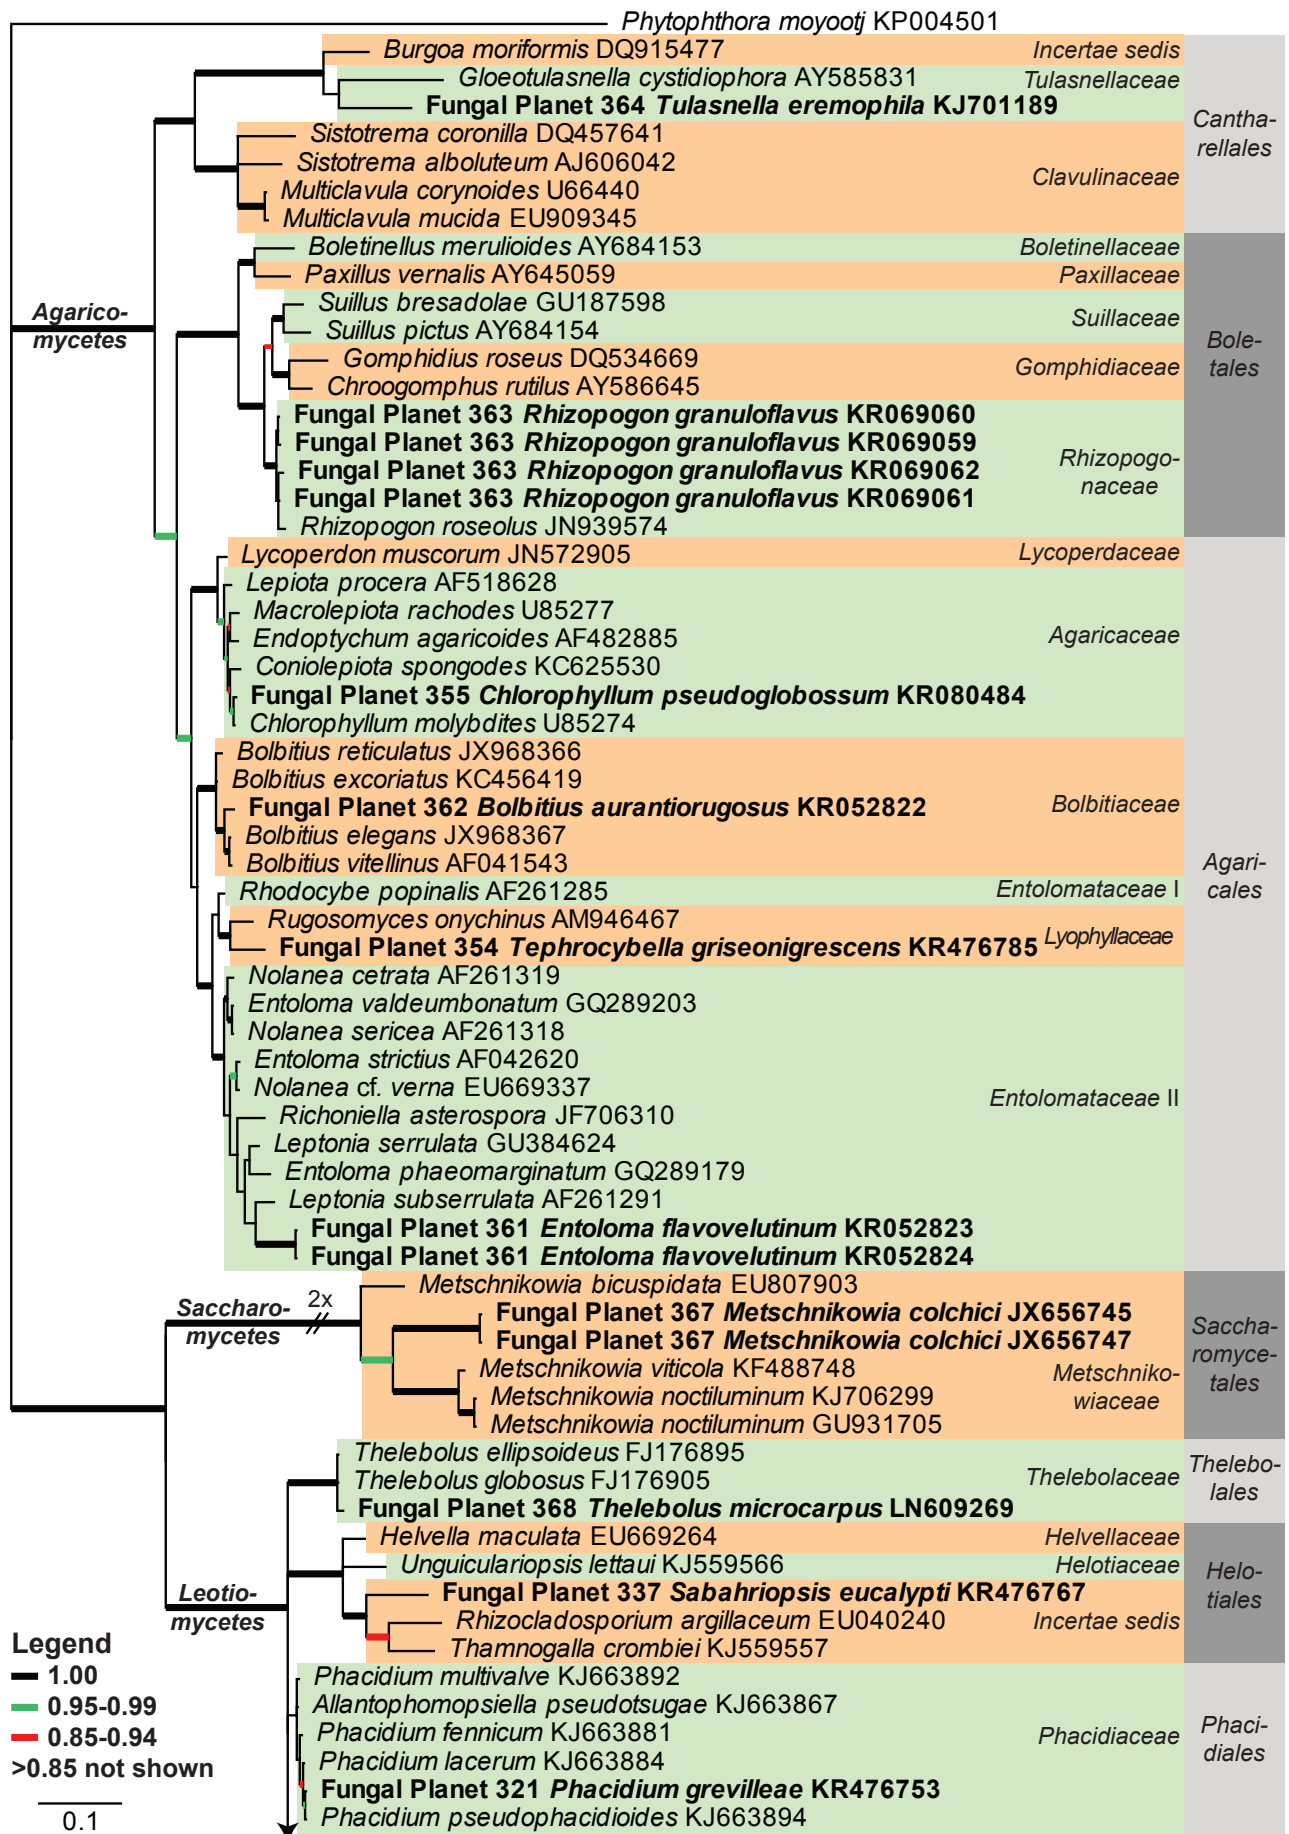 Phytophthora moyootj KP004501
Burgoa moriformis DQ915477
Incertae sedis
Gloeotulasnella cystidiophora AY585831
Tulasnellaceae
Fungal Planet 364 Tulasnella eremophila KJ701189
Cantha-
rellales
Sistotrema coronilla DQ457641
Sistotrema alboluteum AJ606042
Clavulinaceae
Multiclavula corynoides U66440
Multiclavula mucida EU909345
Boletinellus merulioides AY684153
Boletinellaceae
Paxillus vernalis AY645059
Paxillaceae
Agarico-
mycetes
Suillus bresadolae GU187598
Suillaceae
Suillus pictus AY684154
Bole-
tales
Gomphidius roseus DQ534669
Gomphidiaceae
Chroogomphus rutilus AY586645
Fungal Planet 363 Rhizopogon granuloflavus KR069060
Fungal Planet 363 Rhizopogon granuloflavus KR069059
Fungal Planet 363 Rhizopogon granuloflavus KR069062
Fungal Planet 363 Rhizopogon granuloflavus KR069061
Rhizopogo-
naceae
Rhizopogon roseolus JN939574
Lycoperdon muscorum JN572905
Lycoperdaceae
Lepiota procera AF518628
Macrolepiota rachodes U85277
Endoptychum agaricoides AF482885
Agaricaceae
Coniolepiota spongodes KC625530
Fungal Planet 355 Chlorophyllum pseudoglobossum KR080484
Chlorophyllum molybdites U85274
Bolbitius reticulatus JX968366
Bolbitius excoriatus KC456419
Fungal Planet 362 Bolbitius aurantiorugosus KR052822
Bolbitiaceae
Bolbitius elegans JX968367
Bolbitius vitellinus AF041543
Agari-
cales
Rhodocybe popinalis AF261285
Entolomataceae I
Rugosomyces onychinus AM946467
Fungal Planet 354 Tephrocybella griseonigrescens KR476785
Lyophyllaceae
Nolanea cetrata AF261319
Entoloma valdeumbonatum GQ289203
Nolanea sericea AF261318
Entoloma strictius AF042620
Nolanea cf. verna EU669337
Entolomataceae II
Richoniella asterospora JF706310
Leptonia serrulata GU384624
Entoloma phaeomarginatum GQ289179
Leptonia subserrulata AF261291
Fungal Planet 361 Entoloma flavovelutinum KR052823
Fungal Planet 361 Entoloma flavovelutinum KR052824
Saccharo-
mycetes
2x
Metschnikowia bicuspidata EU807903
Fungal Planet 367 Metschnikowia colchici JX656745
Fungal Planet 367 Metschnikowia colchici JX656747
Saccha-
romyce-
tales
Metschnikowia viticola KF488748
Metschniko-
wiaceae
Metschnikowia noctiluminum KJ706299
Metschnikowia noctiluminum GU931705
Thelebolus ellipsoideus FJ176895
Thelebolus globosus FJ176905
Thelebolaceae
Thelebo-
lales
Fungal Planet 368 Thelebolus microcarpus LN609269
Helvella maculata EU669264
Helvellaceae
Unguiculariopsis lettaui KJ559566
Helotiaceae
Helo-
tiales
Leotio-
mycetes
Fungal Planet 337 Sabahriopsis eucalypti KR476767
Rhizocladosporium argillaceum EU040240
Incertae sedis
Thamnogalla crombiei KJ559557
Phacidium multivalve KJ663892
Allantophomopsiella pseudotsugae KJ663867
Phacidium fennicum KJ663881
Phacidiaceae
Phaci-
diales
Phacidium lacerum KJ663884
Fungal Planet 321 Phacidium grevilleae KR476753
Phacidium pseudophacidioides KJ663894
Legend
1.00
0.95-0.99
0.85-0.94
>0.85 not shown
0.1